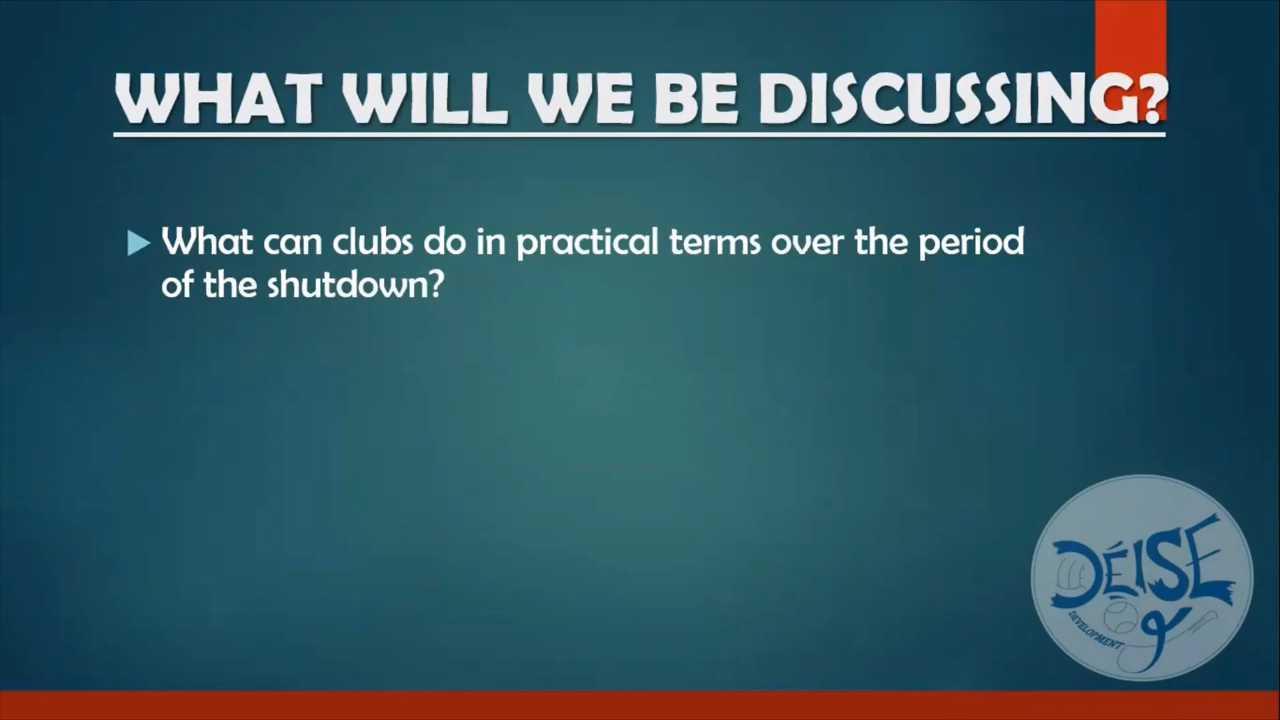 WHAT WILL WE BE DISCUSSING?
What can clubs do in practical terms over the period
of the shutdown?
DÉISE
DEVELOPMENT
g